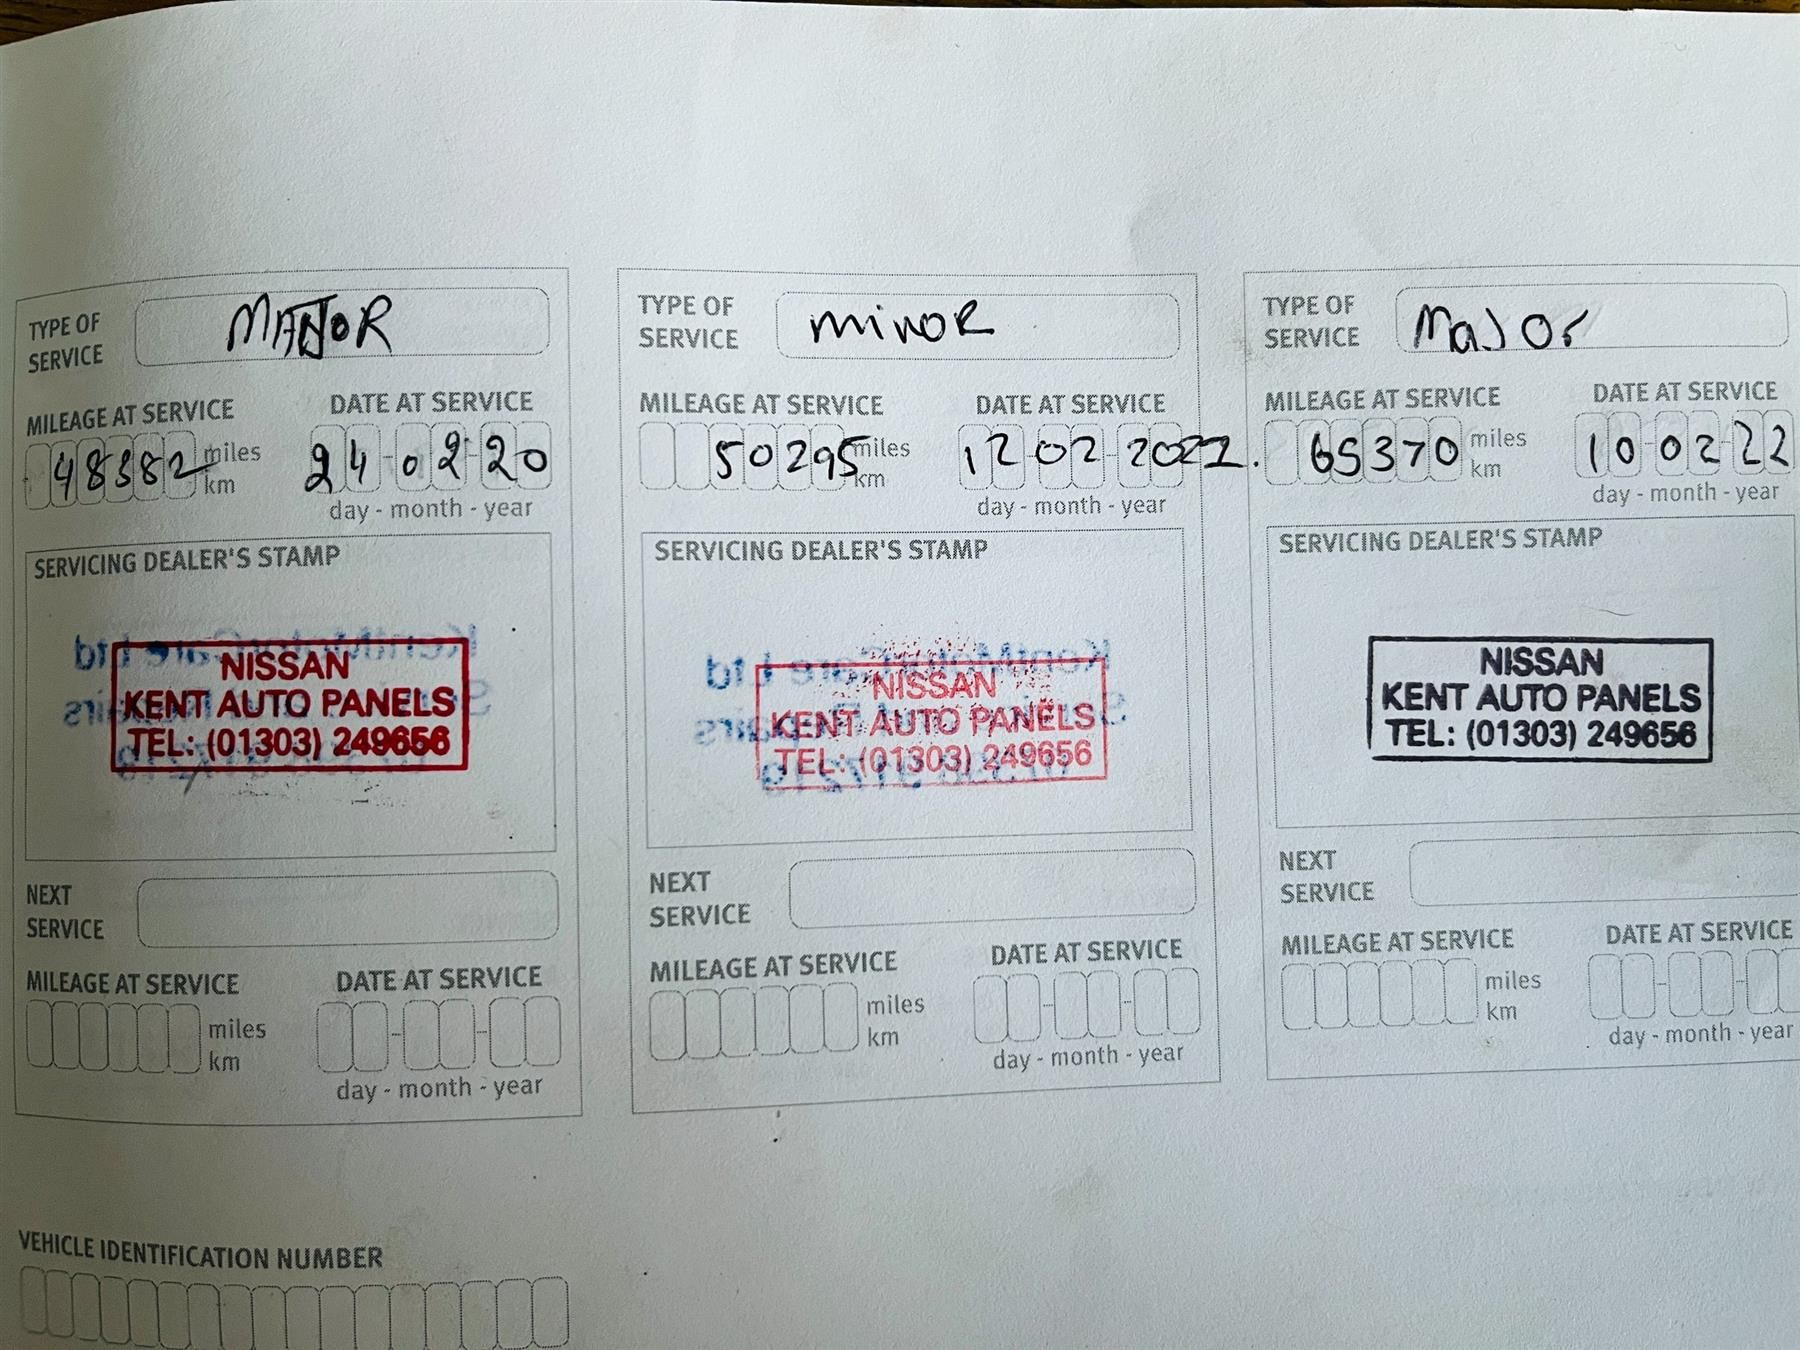 TYPE OF
SERVICE
MAJOR
MILEAGE AT SERVICE
48382 miles
km
DATE AT SERVICE
24-02-20
day - month - year
SERVICING DEALER'S STAMP
NISSAN
KENT AUTO PANELS
TEL: (01303) 249656
NEXT
SERVICE
MILEAGE AT SERVICE
miles
km
DATE AT SERVICE
day - month - year
VEHICLE IDENTIFICATION NUMBER
TYPE OF
SERVICE
minoR
MILEAGE AT SERVICE
50295 miles
km
DATE AT SERVICE
12-02-2021.
day - month - year
SERVICING DEALER'S STAMP
NISSAN
KENT AUTO PANELS
TEL: (01303) 249656
NEXT
SERVICE
MILEAGE AT SERVICE
miles
km
DATE AT SERVICE
day - month - year
TYPE OF
SERVICE
MaJor
MILEAGE AT SERVICE
65370 miles
km
DATE AT SERVICE
10-02-22
day - month - year
SERVICING DEALER'S STAMP
NISSAN
KENT AUTO PANELS
TEL: (01303) 249656
NEXT
SERVICE
MILEAGE AT SERVICE
miles
km
DATE AT SERVICE
day - month - year